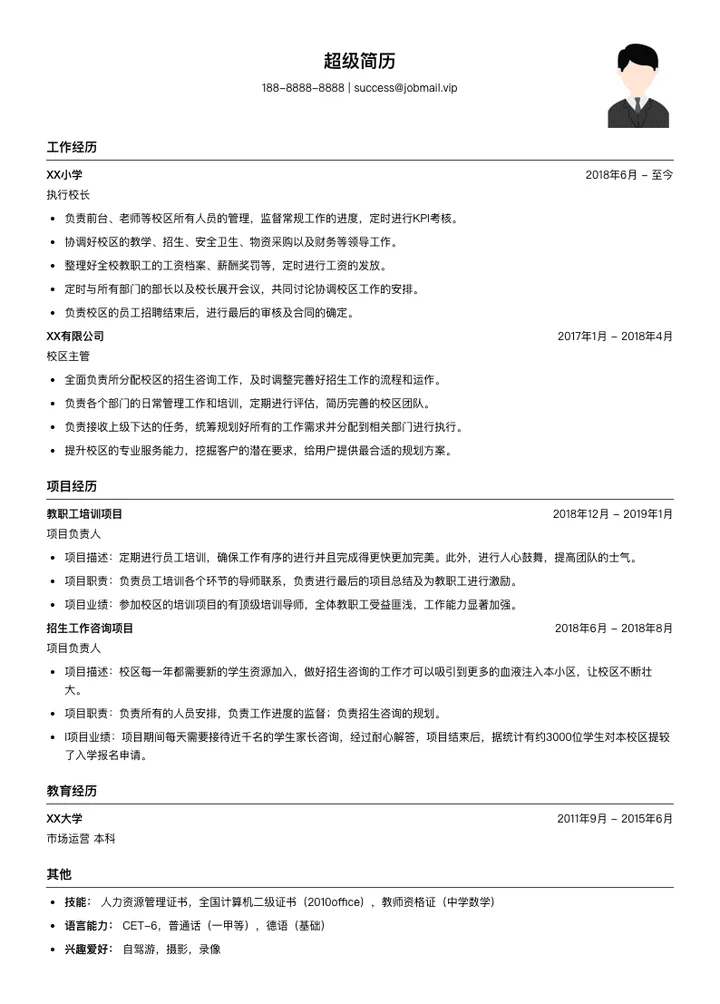 超级简历
188-8888-8888 | success@jobmail.vip
工作经历
XX小学 2018年6月 – 至今
执行校长
• 负责前台、老师等校区所有人员的管理，监督常规工作的进度，定时进行KPI考核。
• 协调好校区的教学、招生、安全卫生、物资采购以及财务等领导工作。
• 整理好全校教职工的工资档案、薪酬奖罚等，定时进行工资的发放。
• 定时与所有部门的部长以及校长展开会议，共同讨论协调校区工作的安排。
• 负责校区的员工招聘结束后，进行最后的审核及合同的确定。
XX有限公司 2017年1月 – 2018年4月
校区主管
• 全面负责所分配校区的招生咨询工作，及时调整完善好招生工作的流程和运作。
• 负责各个部门的日常管理工作和培训，定期进行评估，简历完善的校区团队。
• 负责接收上级下达的任务，统筹规划好所有的工作需求并分配到相关部门进行执行。
• 提升校区的专业服务能力，挖掘客户的潜在要求，给用户提供最合适的规划方案。
项目经历
教职工培训项目 2018年12月 – 2019年1月
项目负责人
• 项目描述：定期进行员工培训，确保工作有序的进行并且完成得更快更加完美。此外，进行人心鼓舞，提高团队的士气。
• 项目职责：负责员工培训各个环节的导师联系，负责进行最后的项目总结及为教职工进行激励。
• 项目业绩：参加校区的培训项目的有顶级培训导师，全体教职工受益匪浅，工作能力显著加强。
招生工作咨询项目 2018年6月 – 2018年8月
项目负责人
• 项目描述：校区每一年都需要新的学生资源加入，做好招生咨询的工作才可以吸引到更多的血液注入本小区，让校区不断壮
大。
• 项目职责：负责所有的人员安排，负责工作进度的监督；负责招生咨询的规划。
• l项目业绩：项目期间每天需要接待近千名的学生家长咨询，经过耐心解答，项目结束后，据统计有约3000位学生对本校区提较
了入学报名申请。
教育经历
XX大学 2011年9月 – 2015年6月
市场运营 本科
其他
• 技能： 人力资源管理证书，全国计算机二级证书（2010office），教师资格证（中学数学）
• 语言能力： CET-6，普通话（一甲等），德语（基础）
• 兴趣爱好： 自驾游，摄影，录像